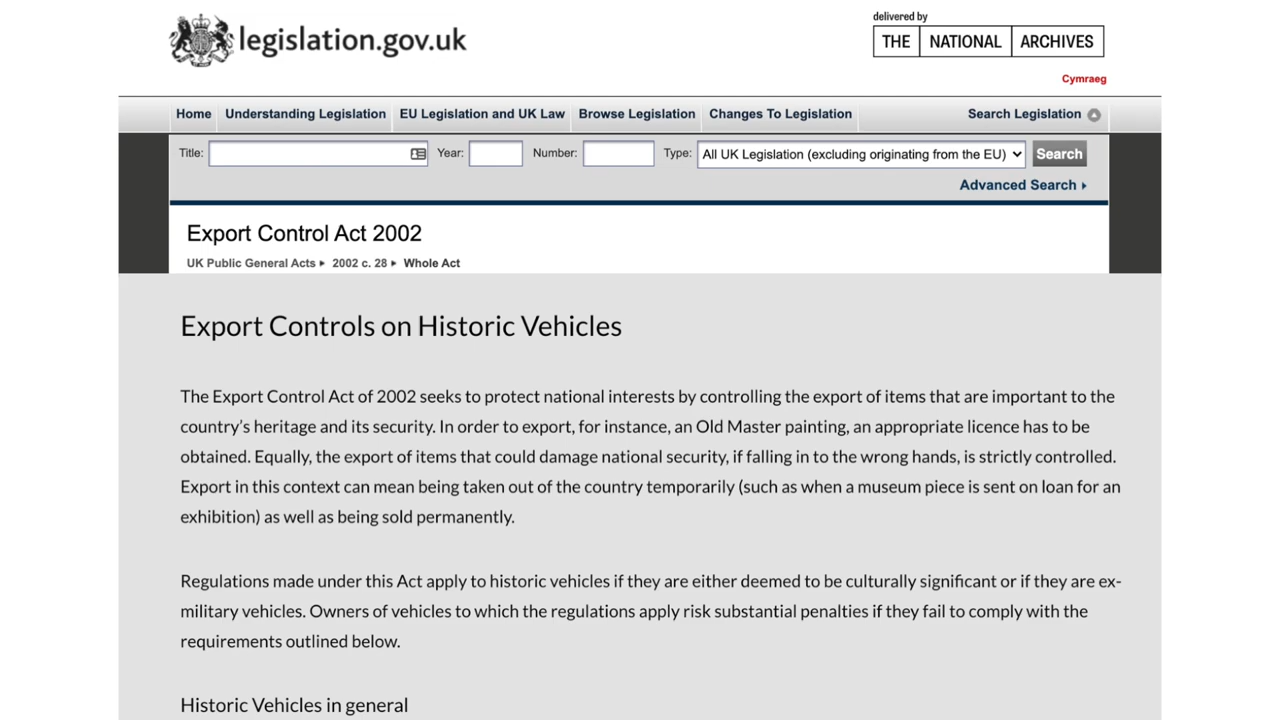 legislation.gov.uk
delivered by
THE NATIONAL ARCHIVES
Cymraeg
Home Understanding Legislation EU Legislation and UK Law Browse Legislation Changes To Legislation Search Legislation
Title: Year: Number: Type: All UK Legislation (excluding originating from the EU) Search
Advanced Search
Export Control Act 2002
UK Public General Acts 2002 c. 28 Whole Act
Export Controls on Historic Vehicles
The Export Control Act of 2002 seeks to protect national interests by controlling the export of items that are important to the
country’s heritage and its security. In order to export, for instance, an Old Master painting, an appropriate licence has to be
obtained. Equally, the export of items that could damage national security, if falling in to the wrong hands, is strictly controlled.
Export in this context can mean being taken out of the country temporarily (such as when a museum piece is sent on loan for an
exhibition) as well as being sold permanently.
Regulations made under this Act apply to historic vehicles if they are either deemed to be culturally significant or if they are ex-
military vehicles. Owners of vehicles to which the regulations apply risk substantial penalties if they fail to comply with the
requirements outlined below.
Historic Vehicles in general